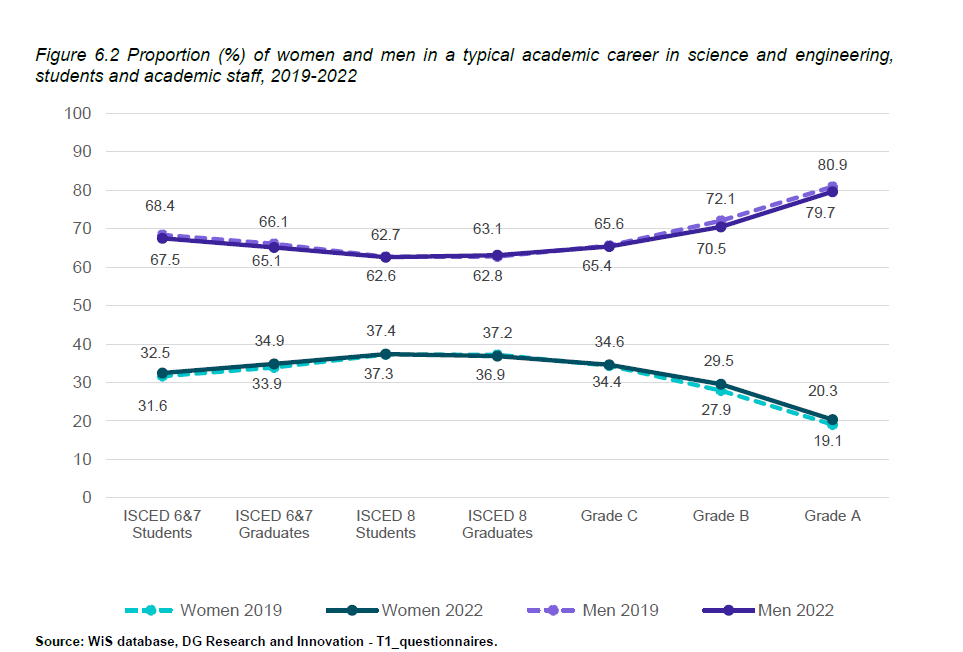 Figure 6.2 Proportion (%) of women and men in a typical academic career in science and engineering,
students and academic staff, 2019-2022
100
90
80
70
60
50
40
30
20
10
0
68.4
66.1
62.7
63.1
65.6
72.1
80.9
67.5
65.1
62.6
62.8
65.4
70.5
79.7
32.5
34.9
37.4
37.2
34.6
29.5
20.3
31.6
33.9
37.3
36.9
34.4
27.9
19.1
ISCED 6&7
Students
ISCED 6&7
Graduates
ISCED 8
Students
ISCED 8
Graduates
Grade C
Grade B
Grade A
Women 2019
Women 2022
Men 2019
Men 2022
Source: WiS database, DG Research and Innovation - T1_questionnaires.